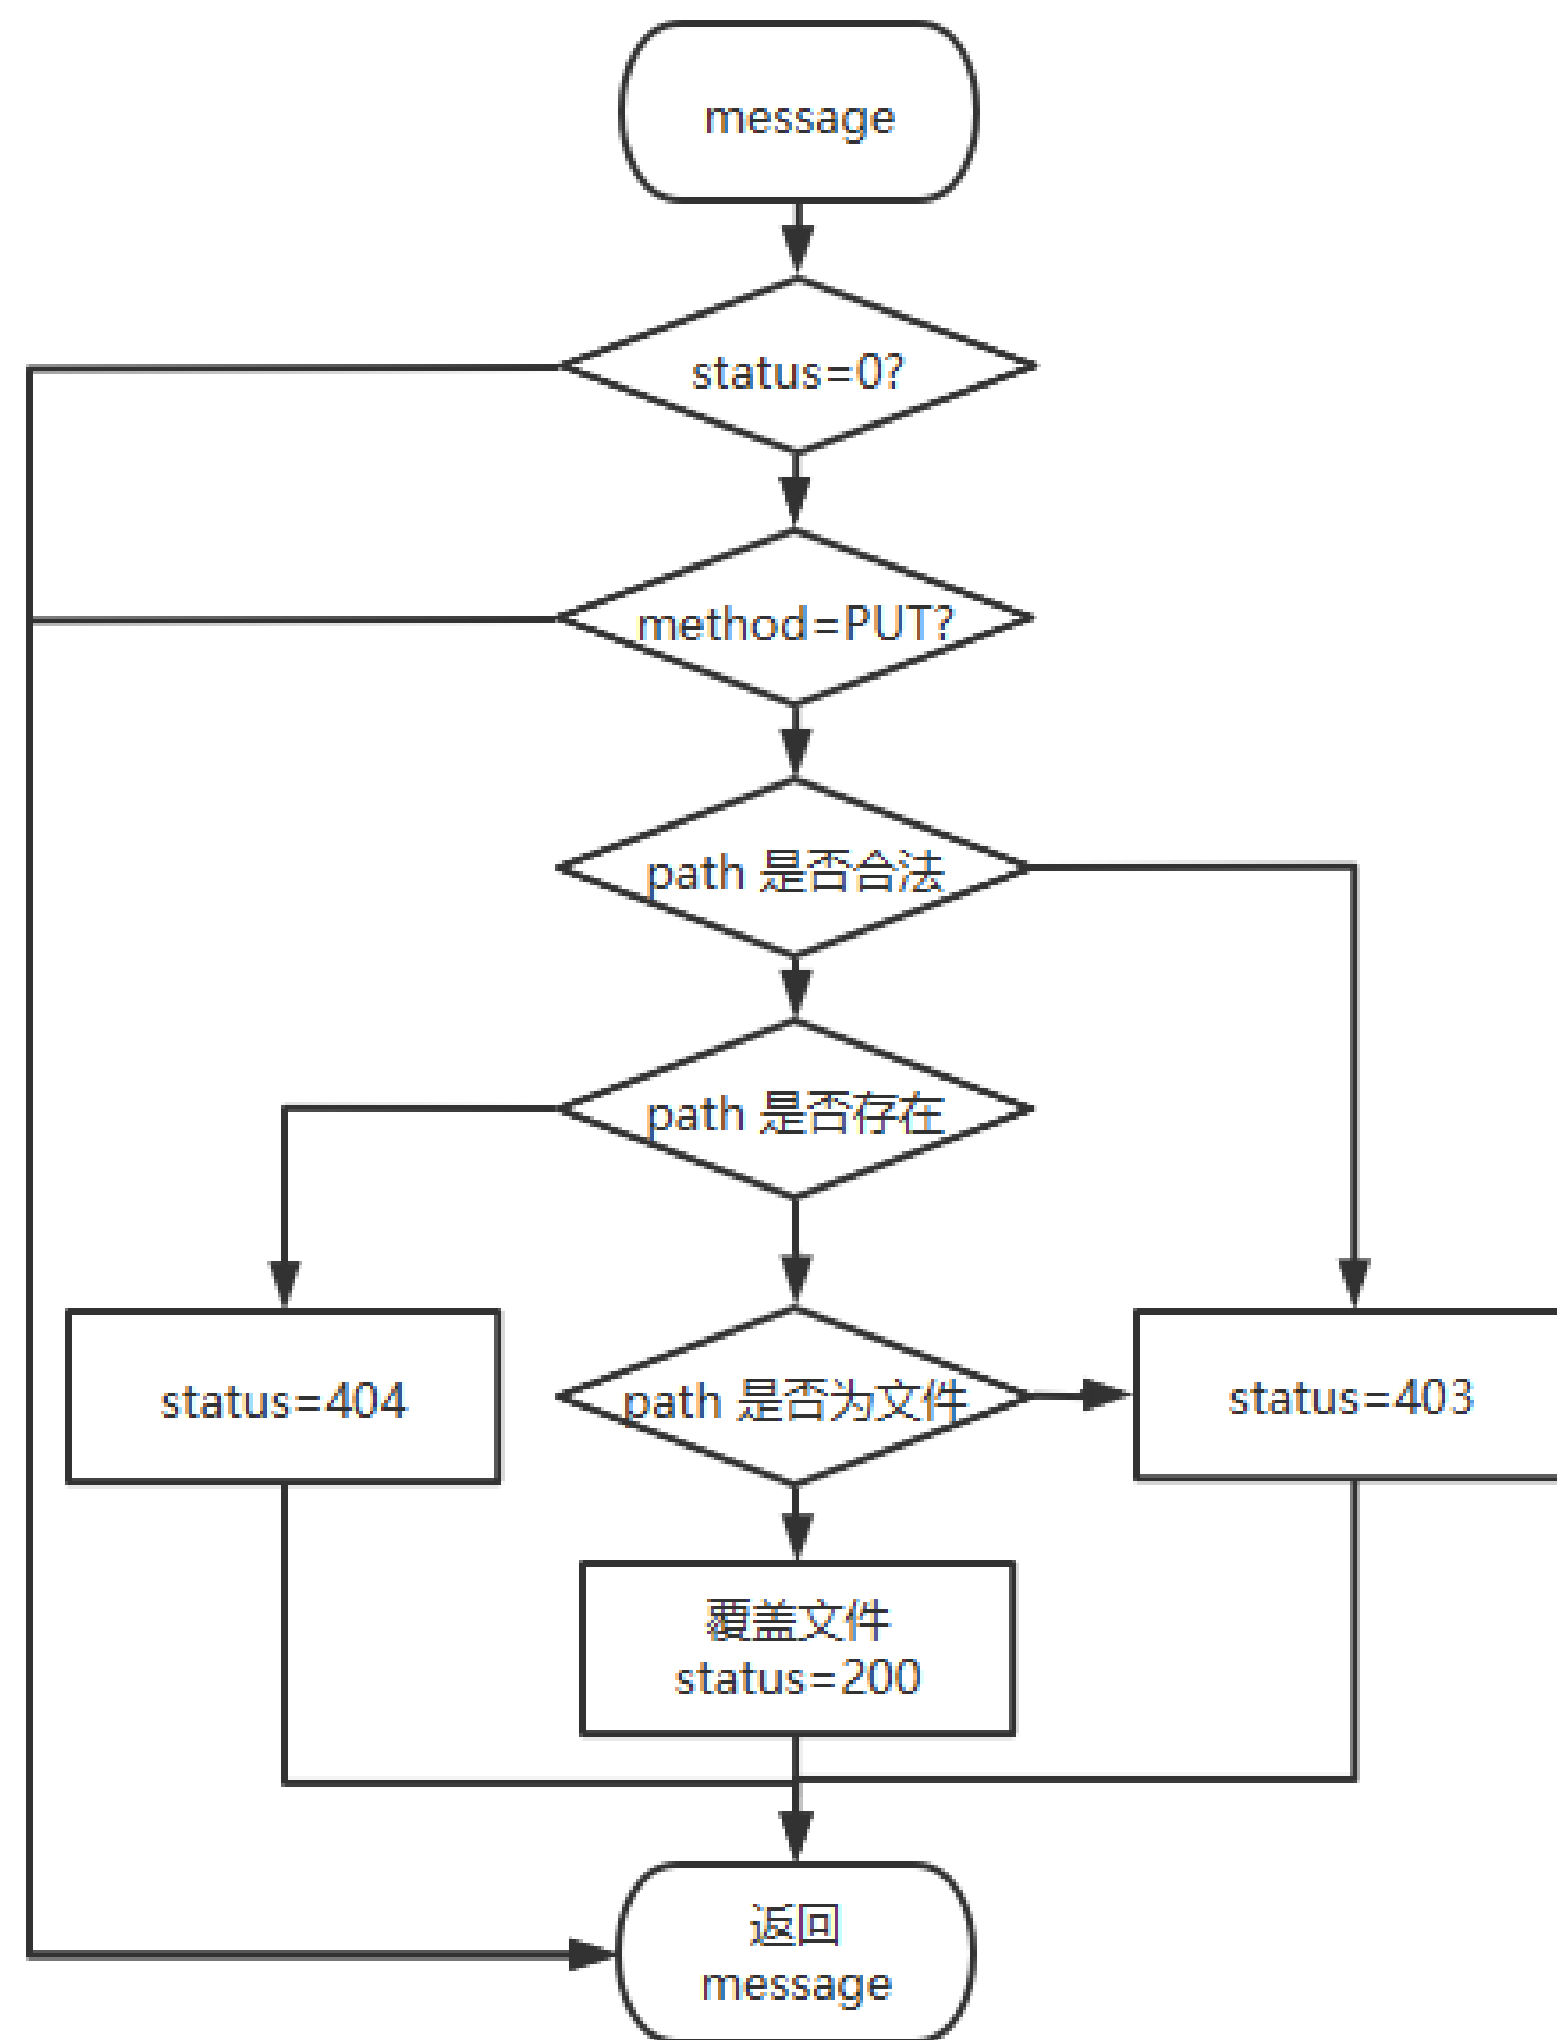 message
status=0?
method=PUT?
path 是否合法
path 是否存在
status=404
path 是否为文件
status=403
覆盖文件
status=200
返回
message